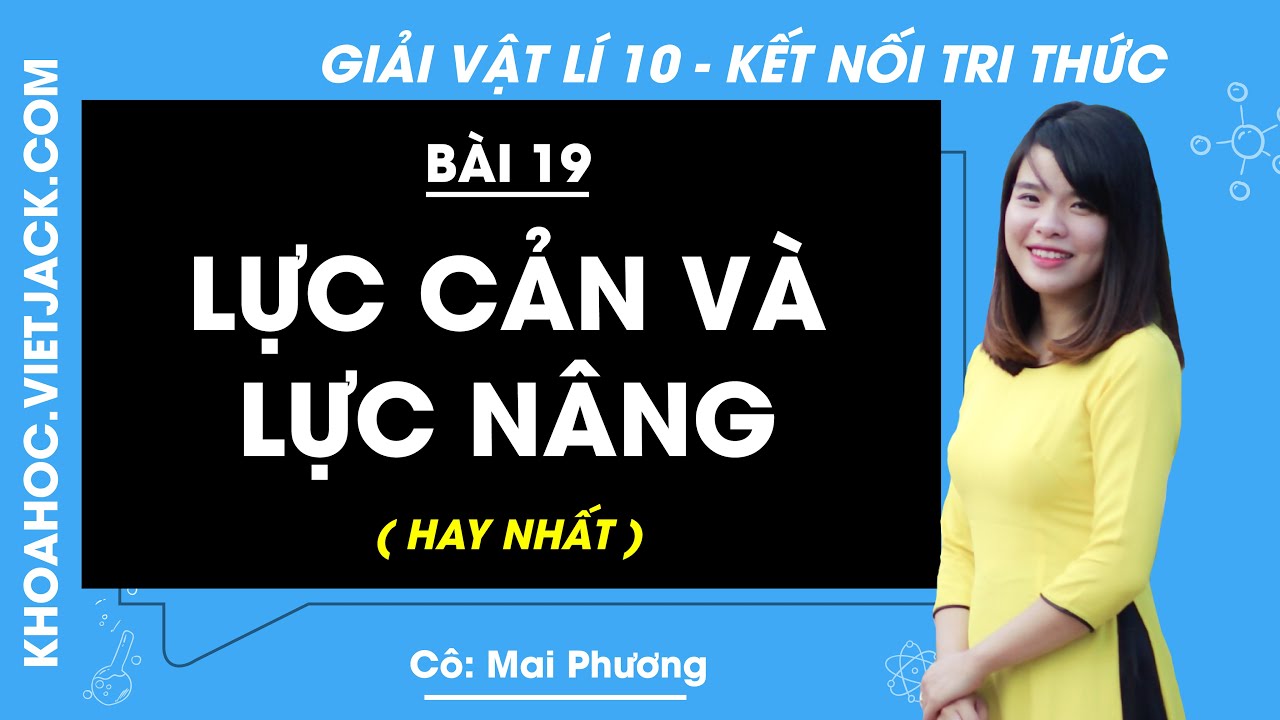 GIẢI VẬT LÍ 10 - KẾT NỐI TRI THỨC
KHOAHOC.VIETJACK.COM
BÀI 19
LỰC CẢN VÀ
LỰC NÂNG
( HAY NHẤT )
Cô: Mai Phương